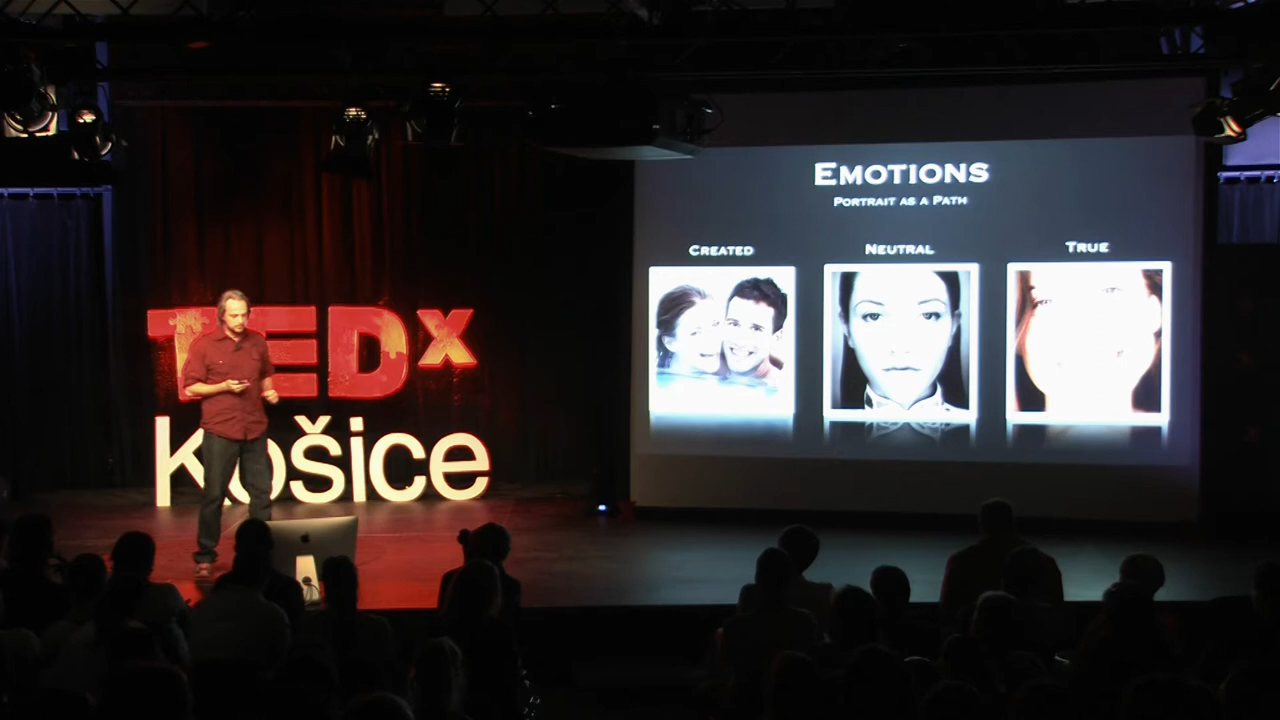 TEDx
Košice
EMOTIONS
PORTRAIT AS A PATH
CREATED
NEUTRAL
TRUE